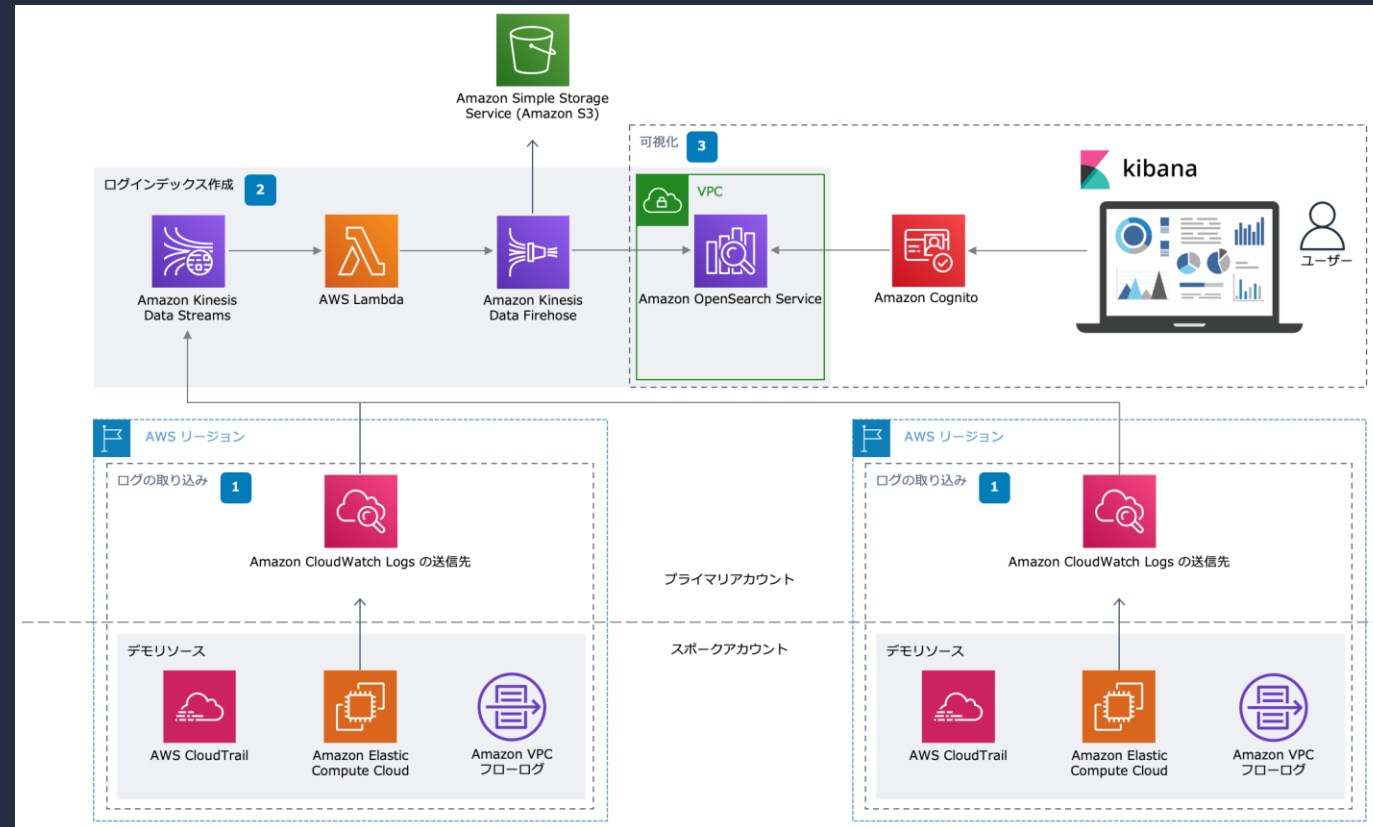 Amazon Simple Storage
Service (Amazon S3)
可視化
3
kibana
ログインデックス作成
2
VPC
ユーザー
Amazon Kinesis
Data Streams
AWS Lambda
Amazon Kinesis
Data Firehose
Amazon OpenSearch Service
Amazon Cognito
AWS リージョン
ログの取り込み
1
Amazon CloudWatch Logs の送信先
AWS リージョン
ログの取り込み
1
Amazon CloudWatch Logs の送信先
プライマリアカウント
スポークアカウント
デモリソース
AWS CloudTrail
Amazon Elastic
Compute Cloud
Amazon VPC
フローログ
デモリソース
AWS CloudTrail
Amazon Elastic
Compute Cloud
Amazon VPC
フローログ